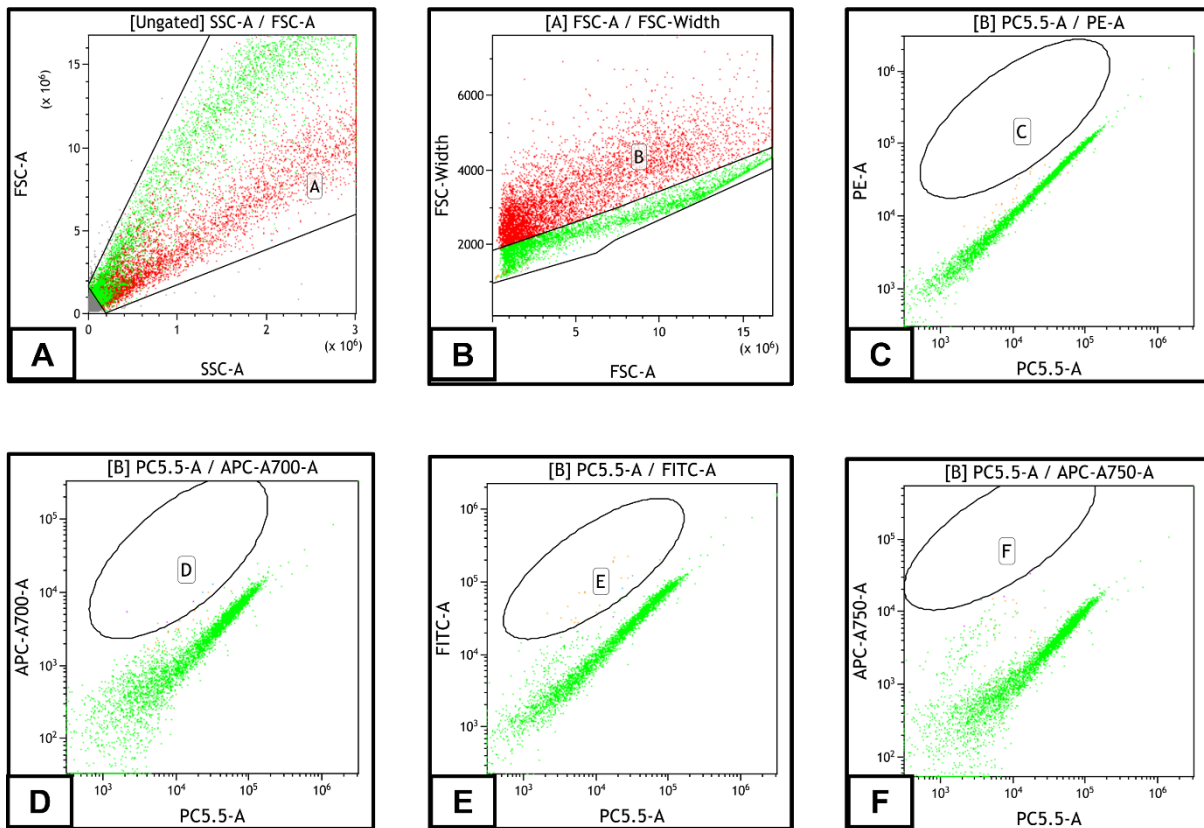 [Ungated] SSC-A / FSC-A
15
(x 10⁶)
10
FSC-A
A
5
0
0
1
2
3
(x 10⁶)
A
SSC-A
[A] FSC-A / FSC-Width
6000
FSC-Width
B
4000
2000
5
10
15
(x 10⁶)
B
FSC-A
[B] PC5.5-A / PE-A
10⁶
10⁵
C
PE-A
10⁴
10³
10³
10⁴
10⁵
10⁶
C
PC5.5-A
[B] PC5.5-A / APC-A700-A
10⁵
D
10⁴
APC-A700-A
10³
10²
10³
10⁴
10⁵
10⁶
D
PC5.5-A
[B] PC5.5-A / FITC-A
10⁶
10⁵
E
FITC-A
10⁴
10³
10³
10⁴
10⁵
10⁶
E
PC5.5-A
[B] PC5.5-A / APC-A750-A
10⁵
F
10⁴
APC-A750-A
10³
10²
10³
10⁴
10⁵
10⁶
F
PC5.5-A